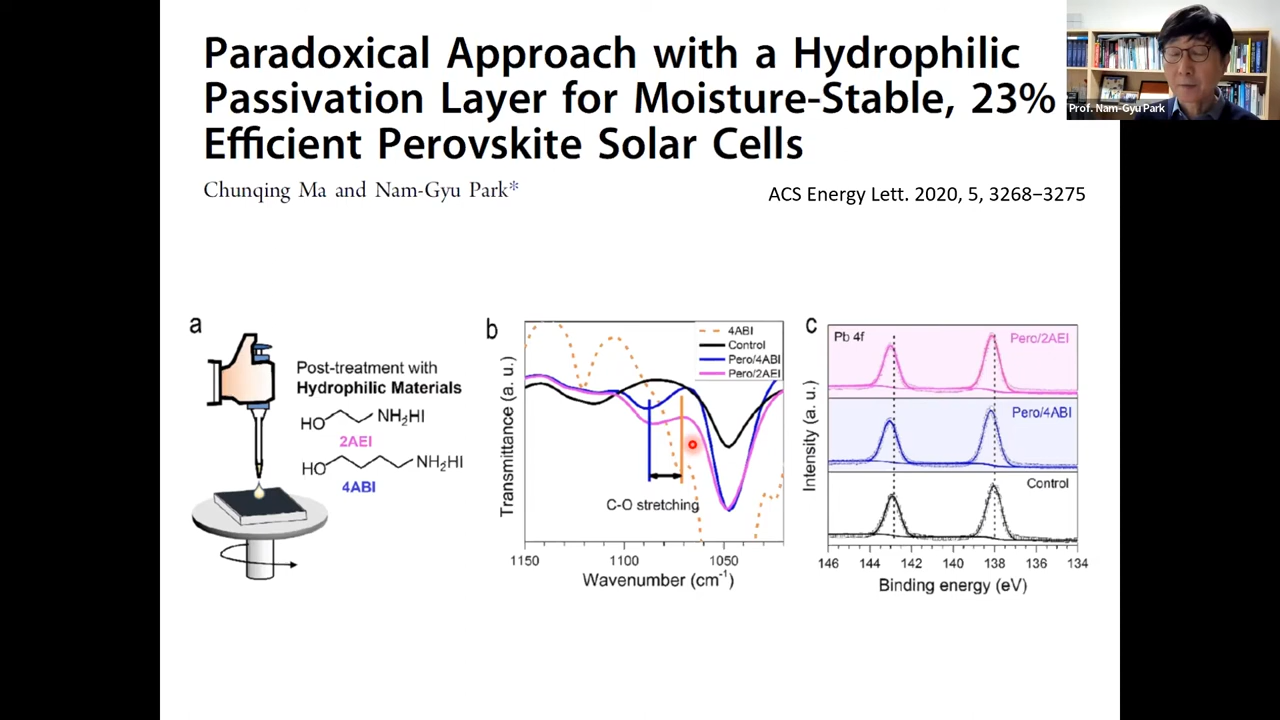 Paradoxical Approach with a Hydrophilic
Passivation Layer for Moisture-Stable, 23%
Efficient Perovskite Solar Cells
Prof. Nam-Gyu Park
Chunqing Ma and Nam-Gyu Park*
ACS Energy Lett. 2020, 5, 3268−3275
a
Post-treatment with
Hydrophilic Materials
HO
NH2HI
2AEI
HO
NH2HI
4ABI
b
4ABI
Control
Pero/4ABI
Pero/2AEI
Transmittance (a. u.)
C-O stretching
1150
1100
1050
Wavenumber (cm-1)
c
Pb 4f
Pero/2AEI
Pero/4ABI
Control
Intensity (a. u.)
146 144 142 140 138 136 134
Binding energy (eV)